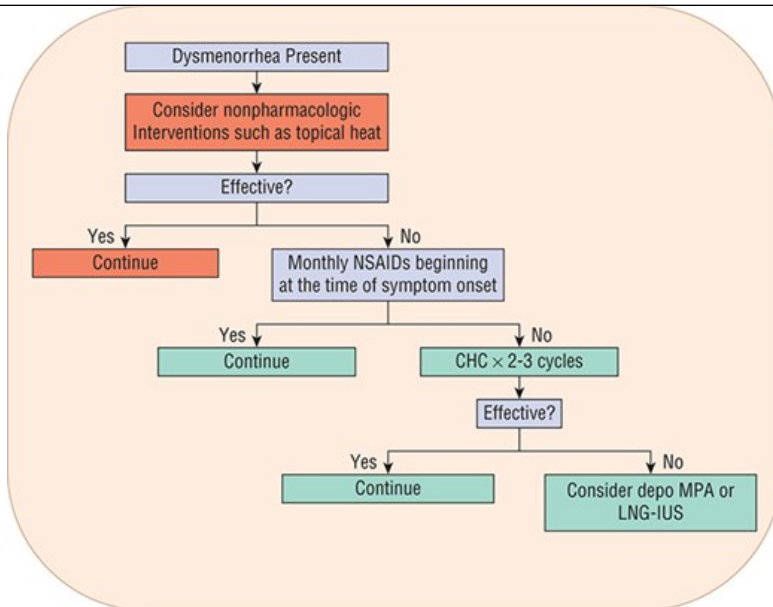 Dysmenorrhea Present
Consider nonpharmacologic
Interventions such as topical heat
Effective?
Yes
No
Continue
Monthly NSAIDs beginning
at the time of symptom onset
Yes
No
Continue
CHC × 2-3 cycles
Effective?
Yes
No
Continue
Consider depo MPA or
LNG-IUS